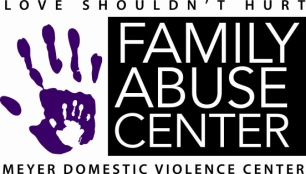 LOVE SHOULDN'T HURT
FAMILY
ABUSE
CENTER
MEYER DOMESTIC VIOLENCE CENTER